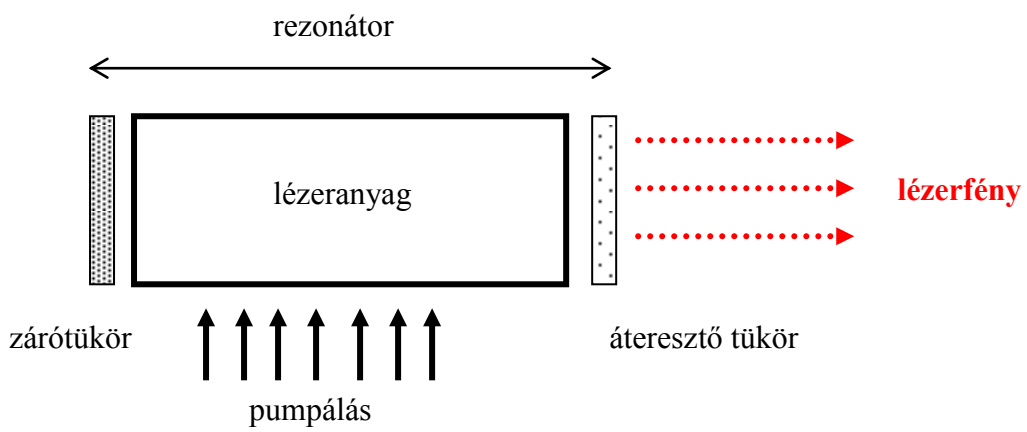 rezonátor
lézeranyag
lézerfény
zárótükör
áteresztő tükör
pumpálás